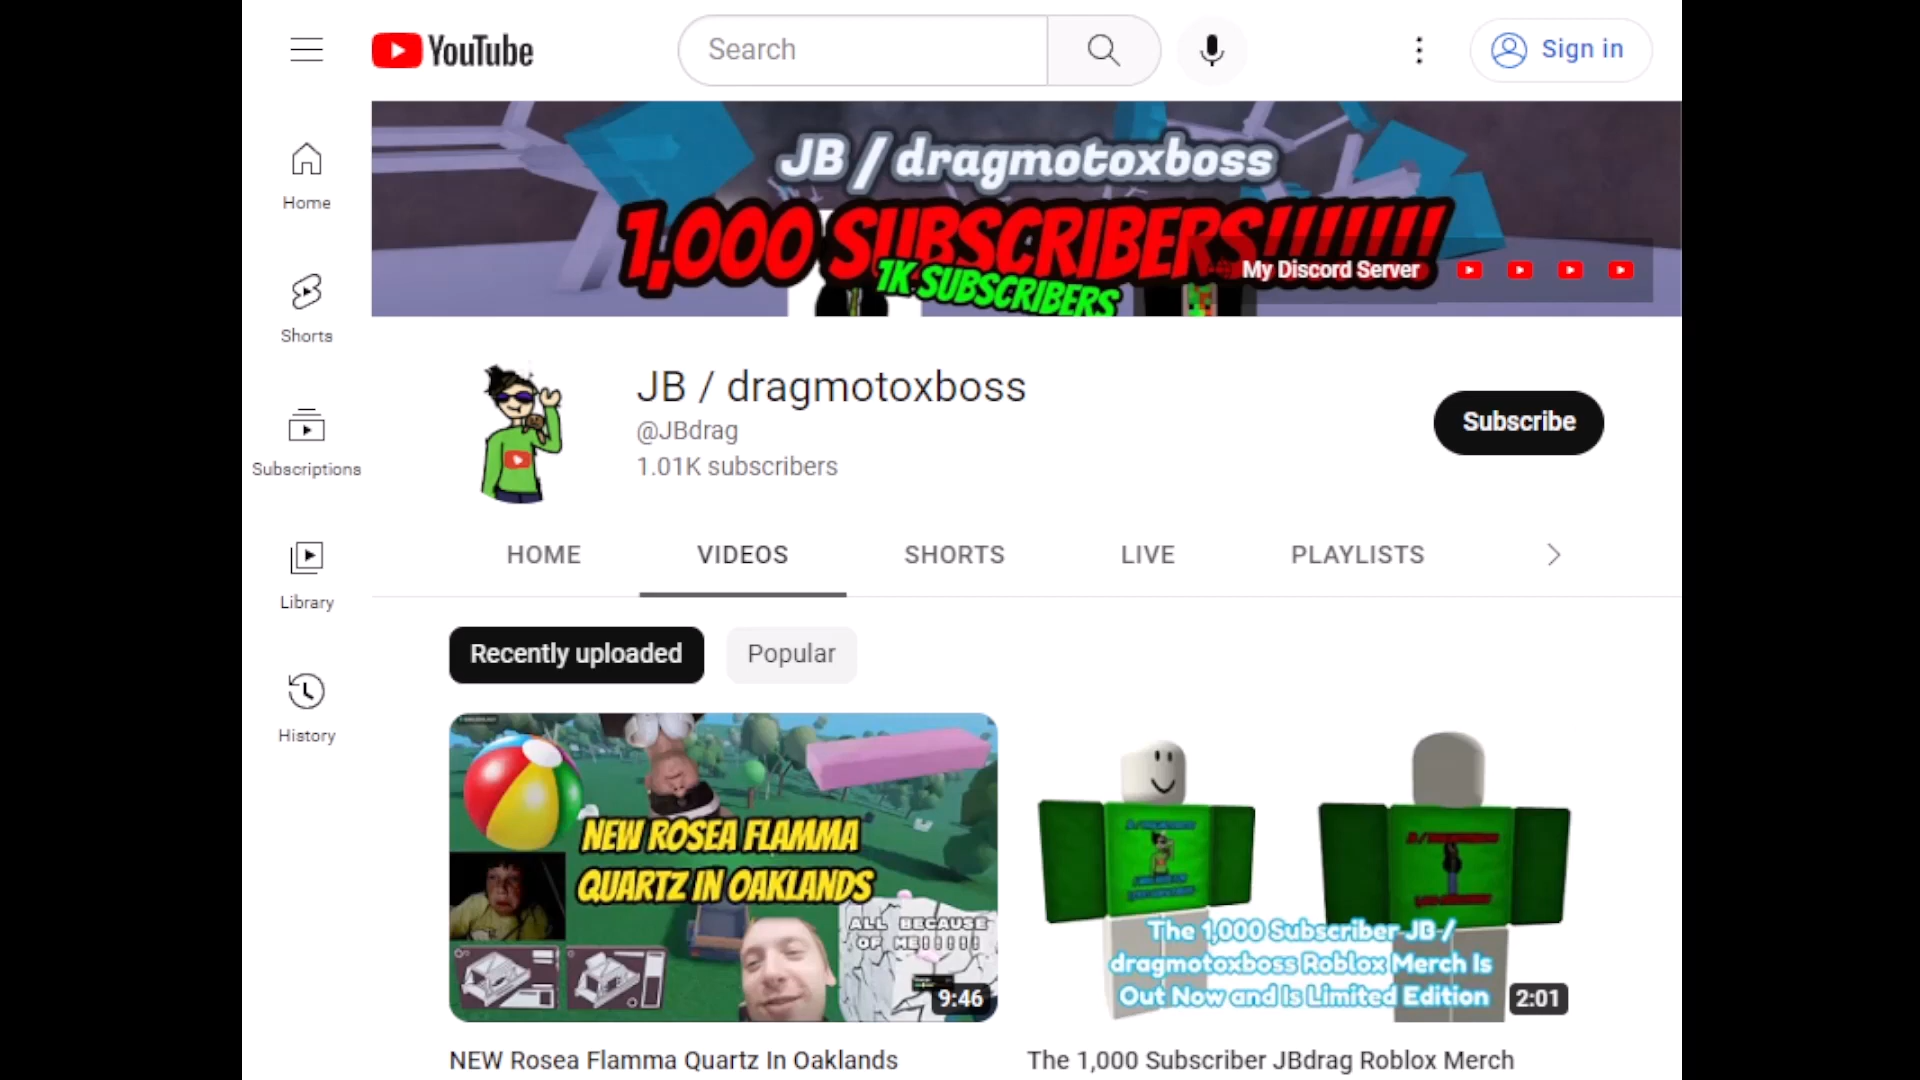 YouTube
Search
Sign in
Home
Shorts
Subscriptions
Library
History
JB / dragmotoxboss
1,000 SUBSCRIBERS!!!!!!!
1K SUBSCRIBERS
My Discord Server
JB / dragmotoxboss
@JBdrag
1.01K subscribers
Subscribe
HOME
VIDEOS
SHORTS
LIVE
PLAYLISTS
Recently uploaded
Popular
NEW ROSEA FLAMMA
QUARTZ IN OAKLANDS
ALL BECAUSE
OF ME!!!!!!
9:46
The 1,000 Subscriber JB /
dragmotoxboss Roblox Merch Is
Out Now and Is Limited Edition
2:01
NEW Rosea Flamma Quartz In Oaklands
The 1,000 Subscriber JBdrag Roblox Merch